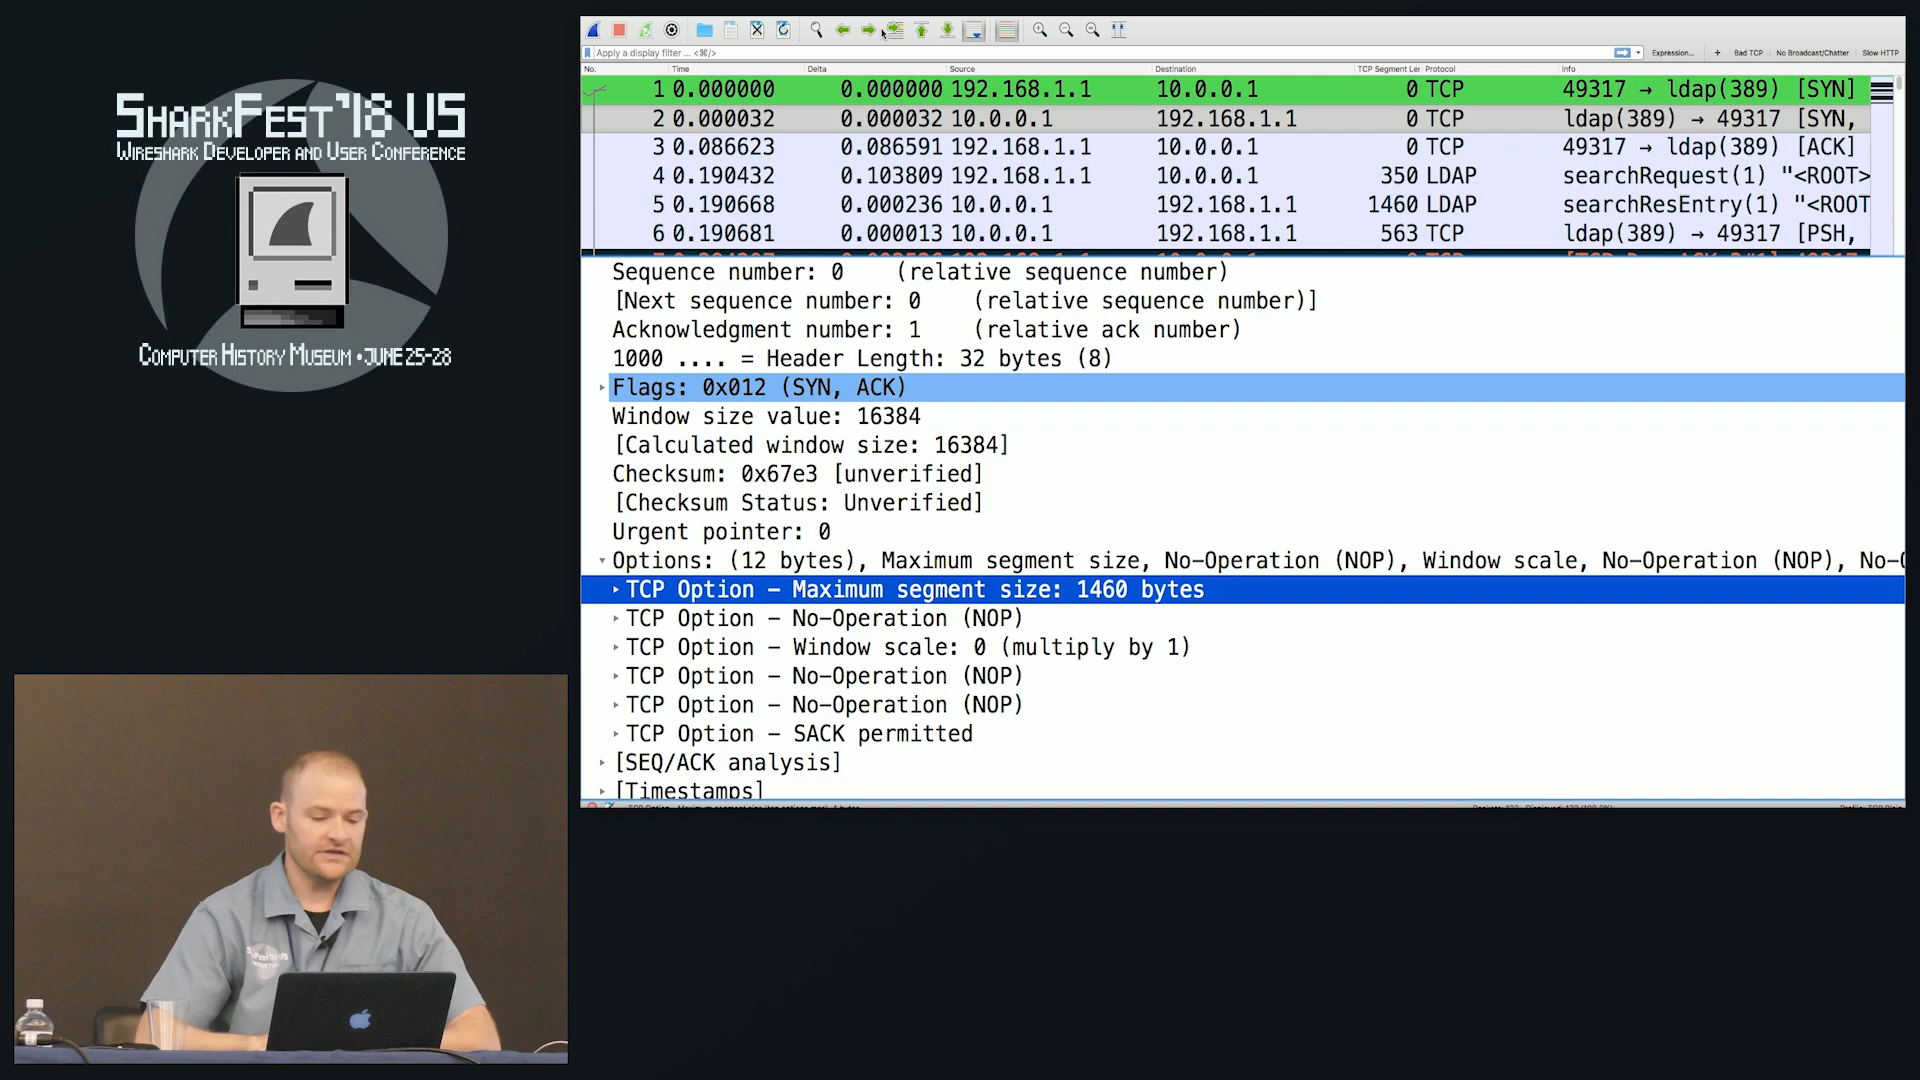 SHARKFEST '18 US
WIRESHARK DEVELOPER AND USER CONFERENCE
COMPUTER HISTORY MUSEUM • JUNE 25-28
Apply a display filter ... <⌘/>
Expression... + Bad TCP No Broadcast/Chatter Slow HTTP
No. Time Delta Source Destination TCP Segment Len Protocol Info
1 0.000000 0.000000 192.168.1.1 10.0.0.1 0 TCP 49317 → ldap(389) [SYN]
2 0.000032 0.000032 10.0.0.1 192.168.1.1 0 TCP ldap(389) → 49317 [SYN,
3 0.086623 0.086591 192.168.1.1 10.0.0.1 0 TCP 49317 → ldap(389) [ACK]
4 0.190432 0.103809 192.168.1.1 10.0.0.1 350 LDAP searchRequest(1) "<ROOT>
5 0.190668 0.000236 10.0.0.1 192.168.1.1 1460 LDAP searchResEntry(1) "<ROOT
6 0.190681 0.000013 10.0.0.1 192.168.1.1 563 TCP ldap(389) → 49317 [PSH,
Sequence number: 0 (relative sequence number)
[Next sequence number: 0 (relative sequence number)]
Acknowledgment number: 1 (relative ack number)
1000 .... = Header Length: 32 bytes (8)
Flags: 0x012 (SYN, ACK)
Window size value: 16384
[Calculated window size: 16384]
Checksum: 0x67e3 [unverified]
[Checksum Status: Unverified]
Urgent pointer: 0
Options: (12 bytes), Maximum segment size, No-Operation (NOP), Window scale, No-Operation (NOP), No-O
TCP Option – Maximum segment size: 1460 bytes
TCP Option – No-Operation (NOP)
TCP Option – Window scale: 0 (multiply by 1)
TCP Option – No-Operation (NOP)
TCP Option – No-Operation (NOP)
TCP Option – SACK permitted
[SEQ/ACK analysis]
[Timestamps]